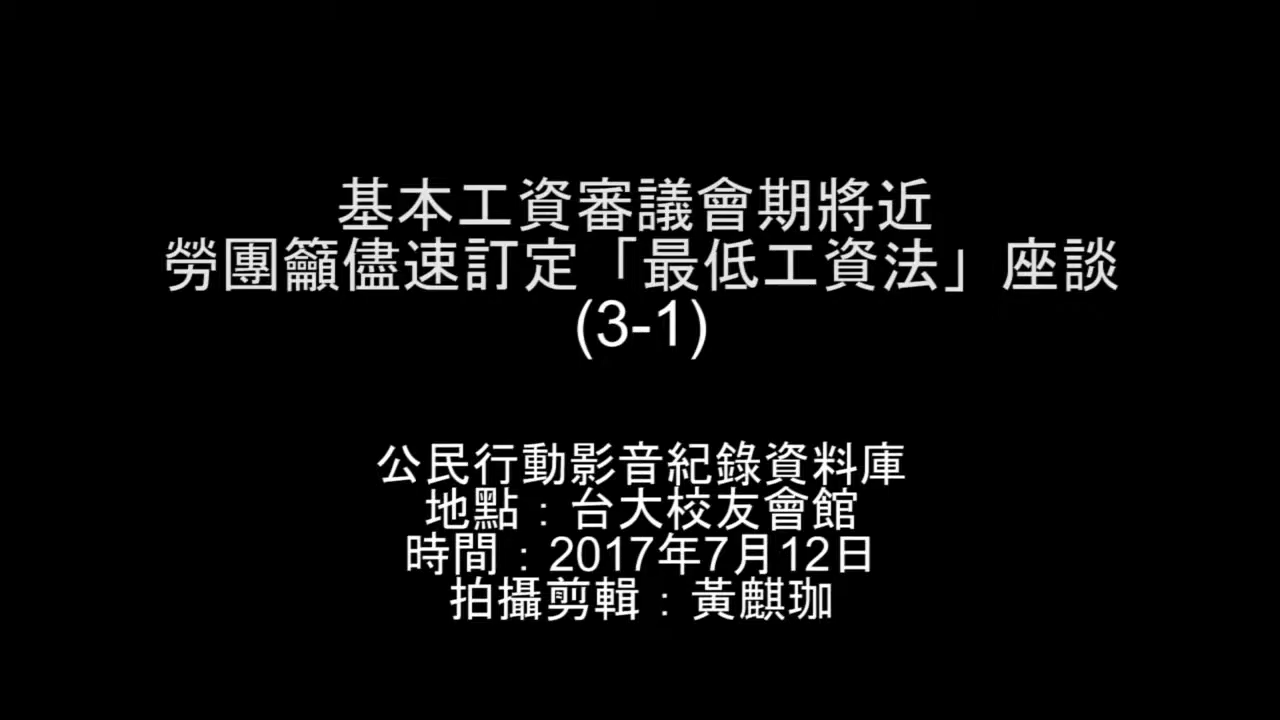 基本工資審議會期將近
勞團籲儘速訂定「最低工資法」座談
(3-1)
公民行動影音紀錄資料庫
地點：台大校友會館
時間：2017年7月12日
拍攝剪輯：黃麒珈